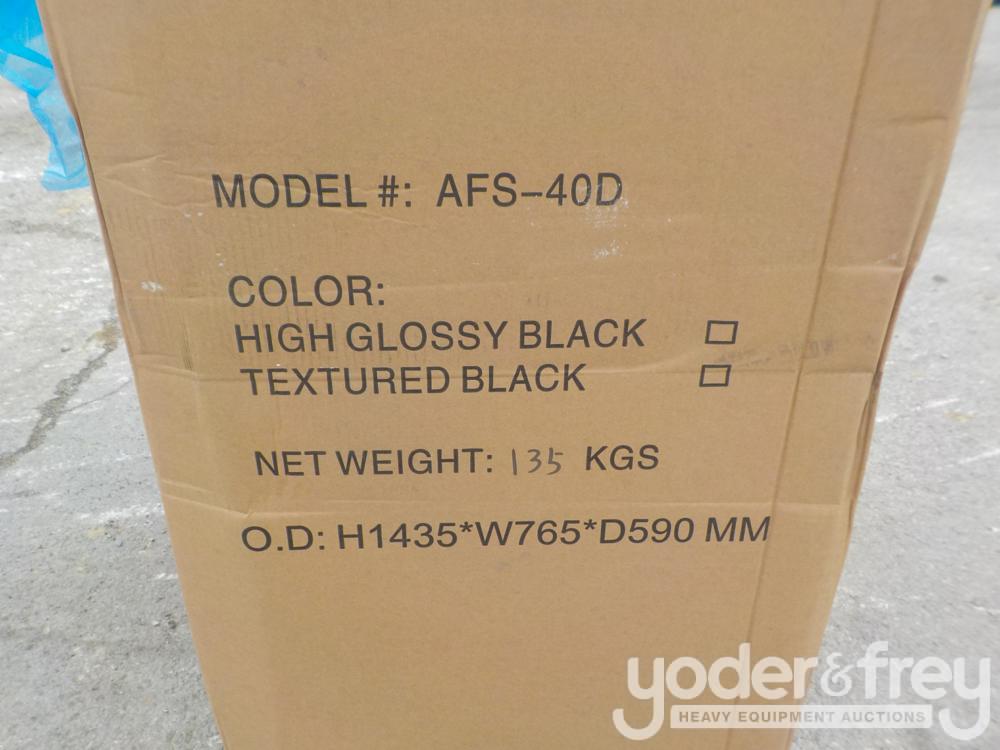 MODEL #: AFS-40D
COLOR:
HIGH GLOSSY BLACK □
TEXTURED BLACK □
NET WEIGHT: 135 KGS
O.D: H1435*W765*D590 MM
yoder&frey
HEAVY EQUIPMENT AUCTIONS